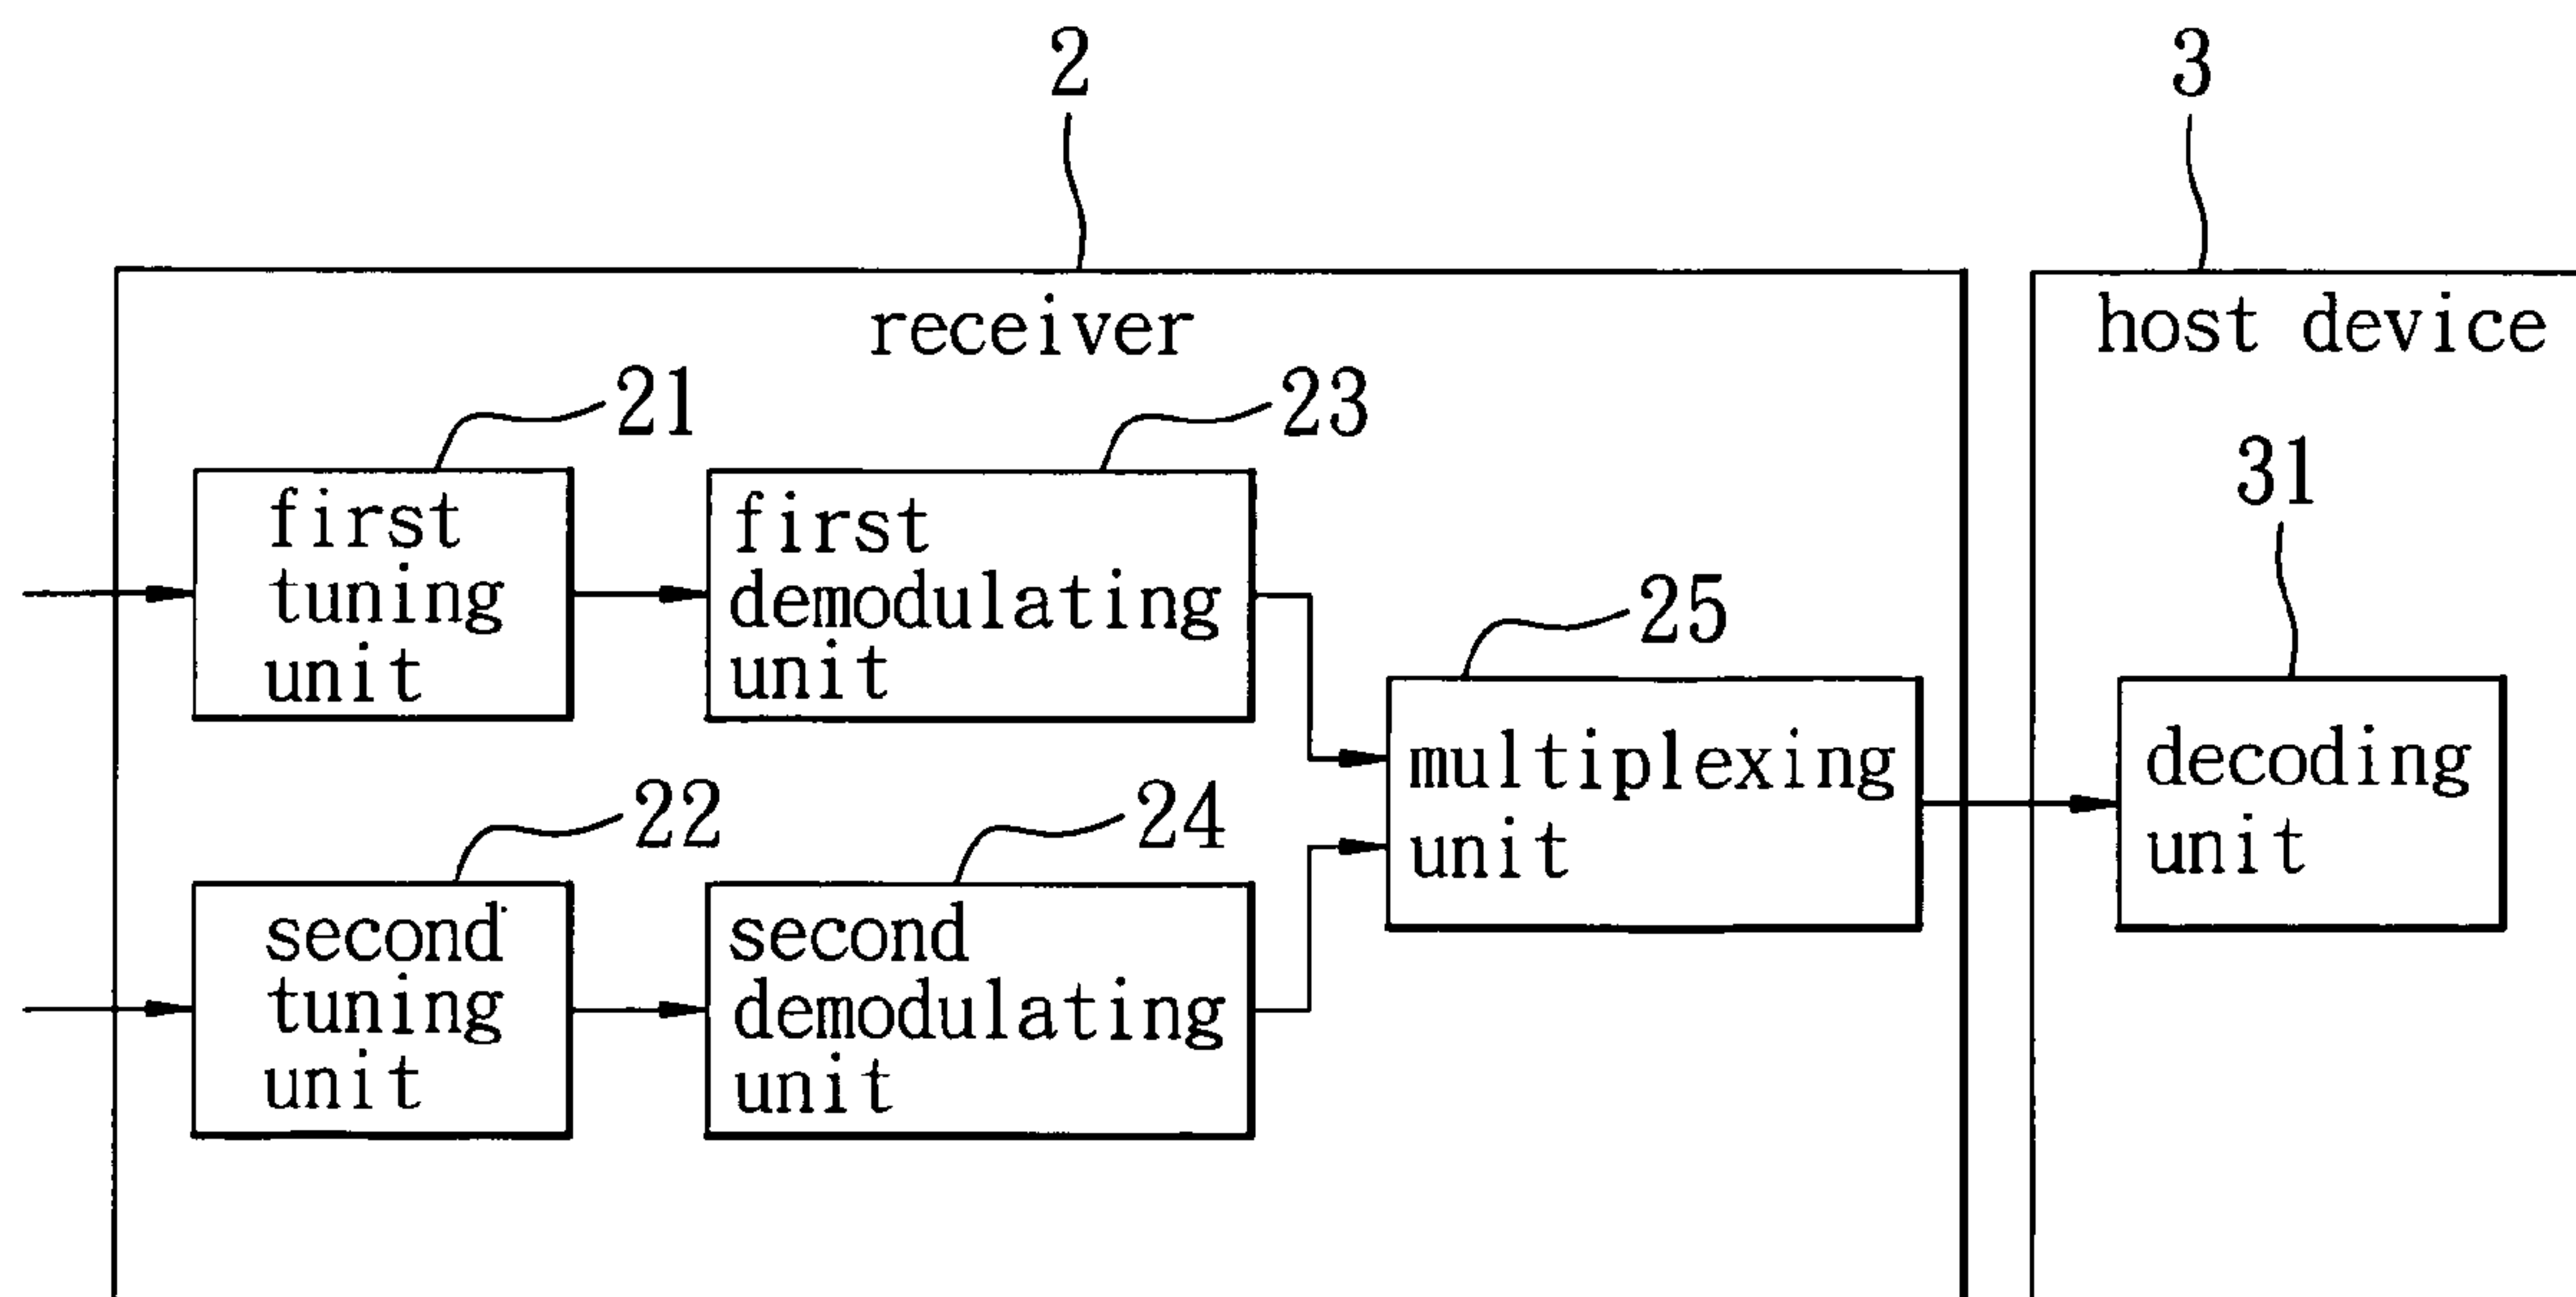 2
3
receiver
host device
21
23
first
tuning
unit
first
demodulating
unit
31
25
multiplexing
unit
decoding
unit
22
24
second
tuning
unit
second
demodulating
unit